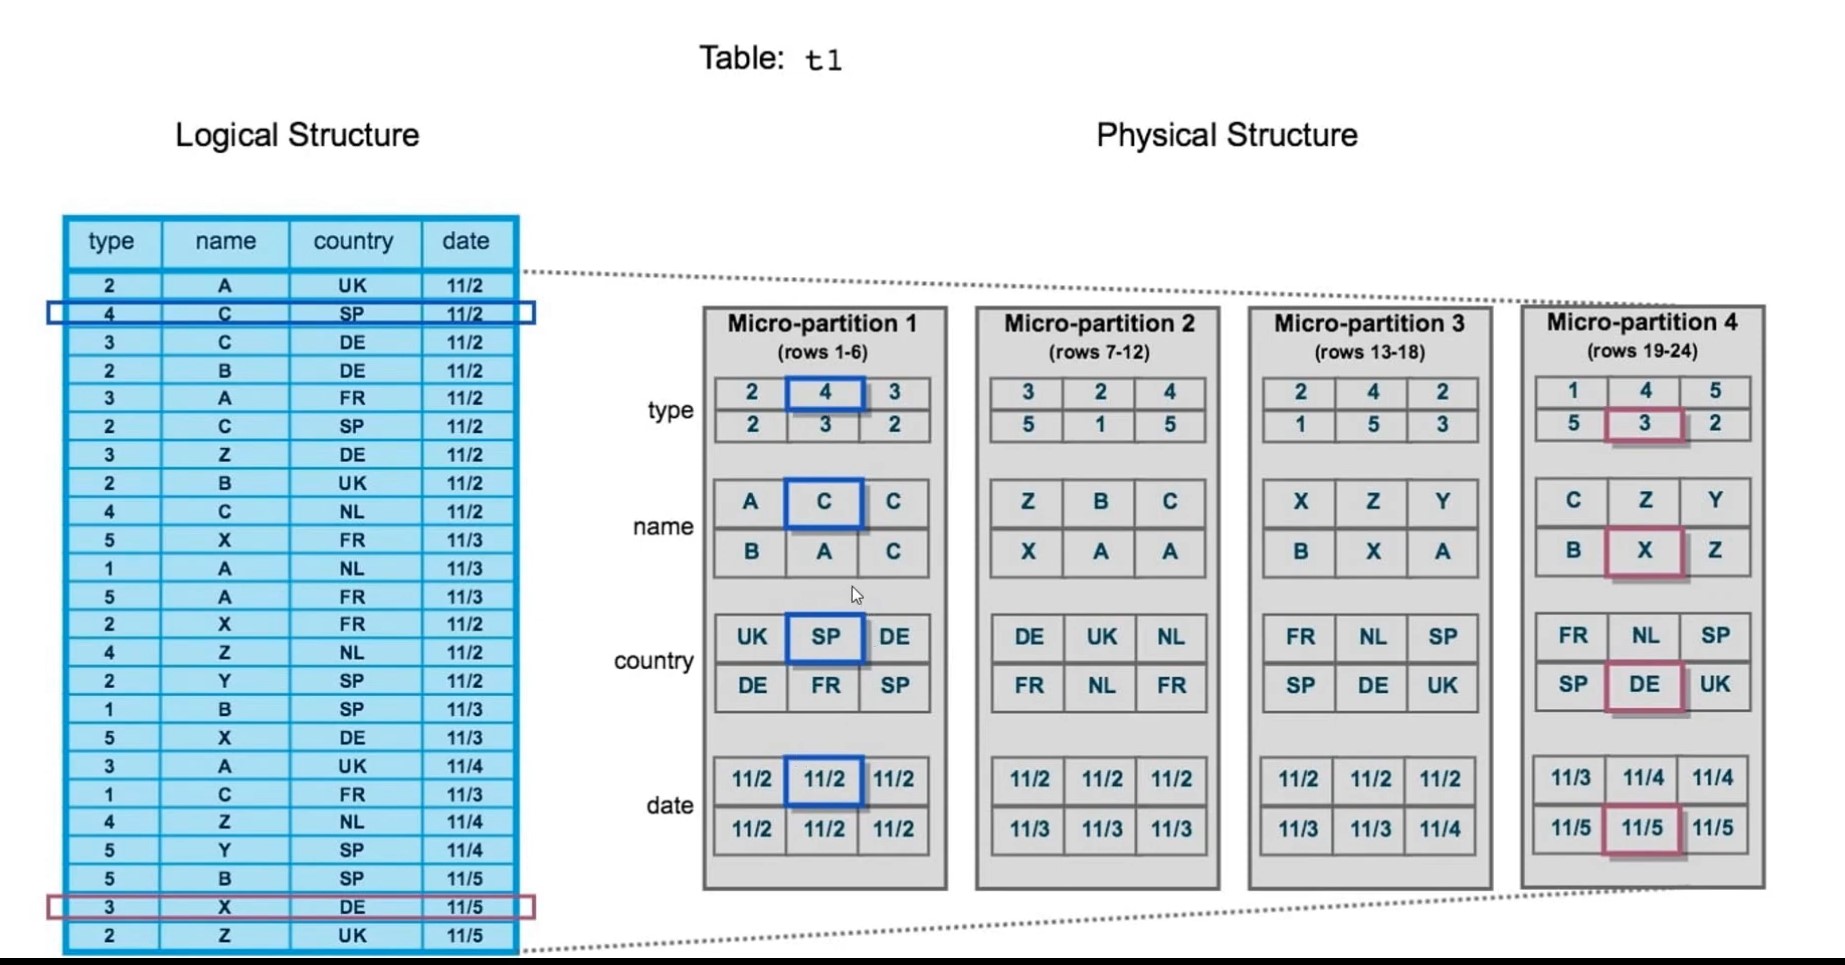 Table: t1
Logical Structure
Physical Structure
type name country date
2 A UK 11/2
4 C SP 11/2
3 C DE 11/2
2 B DE 11/2
3 A FR 11/2
2 C SP 11/2
3 Z DE 11/2
2 B UK 11/2
4 C NL 11/2
5 X FR 11/3
1 A NL 11/3
5 A FR 11/3
2 X FR 11/2
4 Z NL 11/2
2 Y SP 11/2
1 B SP 11/3
5 X DE 11/3
3 A UK 11/4
1 C FR 11/3
4 Z NL 11/4
5 Y SP 11/4
5 B SP 11/5
3 X DE 11/5
2 Z UK 11/5
type
name
country
date
Micro-partition 1
(rows 1-6)
2 4 3
2 3 2
A C C
B A C
UK SP DE
DE FR SP
11/2 11/2 11/2
11/2 11/2 11/2
Micro-partition 2
(rows 7-12)
3 2 4
5 1 5
Z B C
X A A
DE UK NL
FR NL FR
11/2 11/2 11/2
11/3 11/3 11/3
Micro-partition 3
(rows 13-18)
2 4 2
1 5 3
X Z Y
B X A
FR NL SP
SP DE UK
11/2 11/2 11/2
11/3 11/3 11/4
Micro-partition 4
(rows 19-24)
1 4 5
5 3 2
C Z Y
B X Z
FR NL SP
SP DE UK
11/3 11/4 11/4
11/5 11/5 11/5